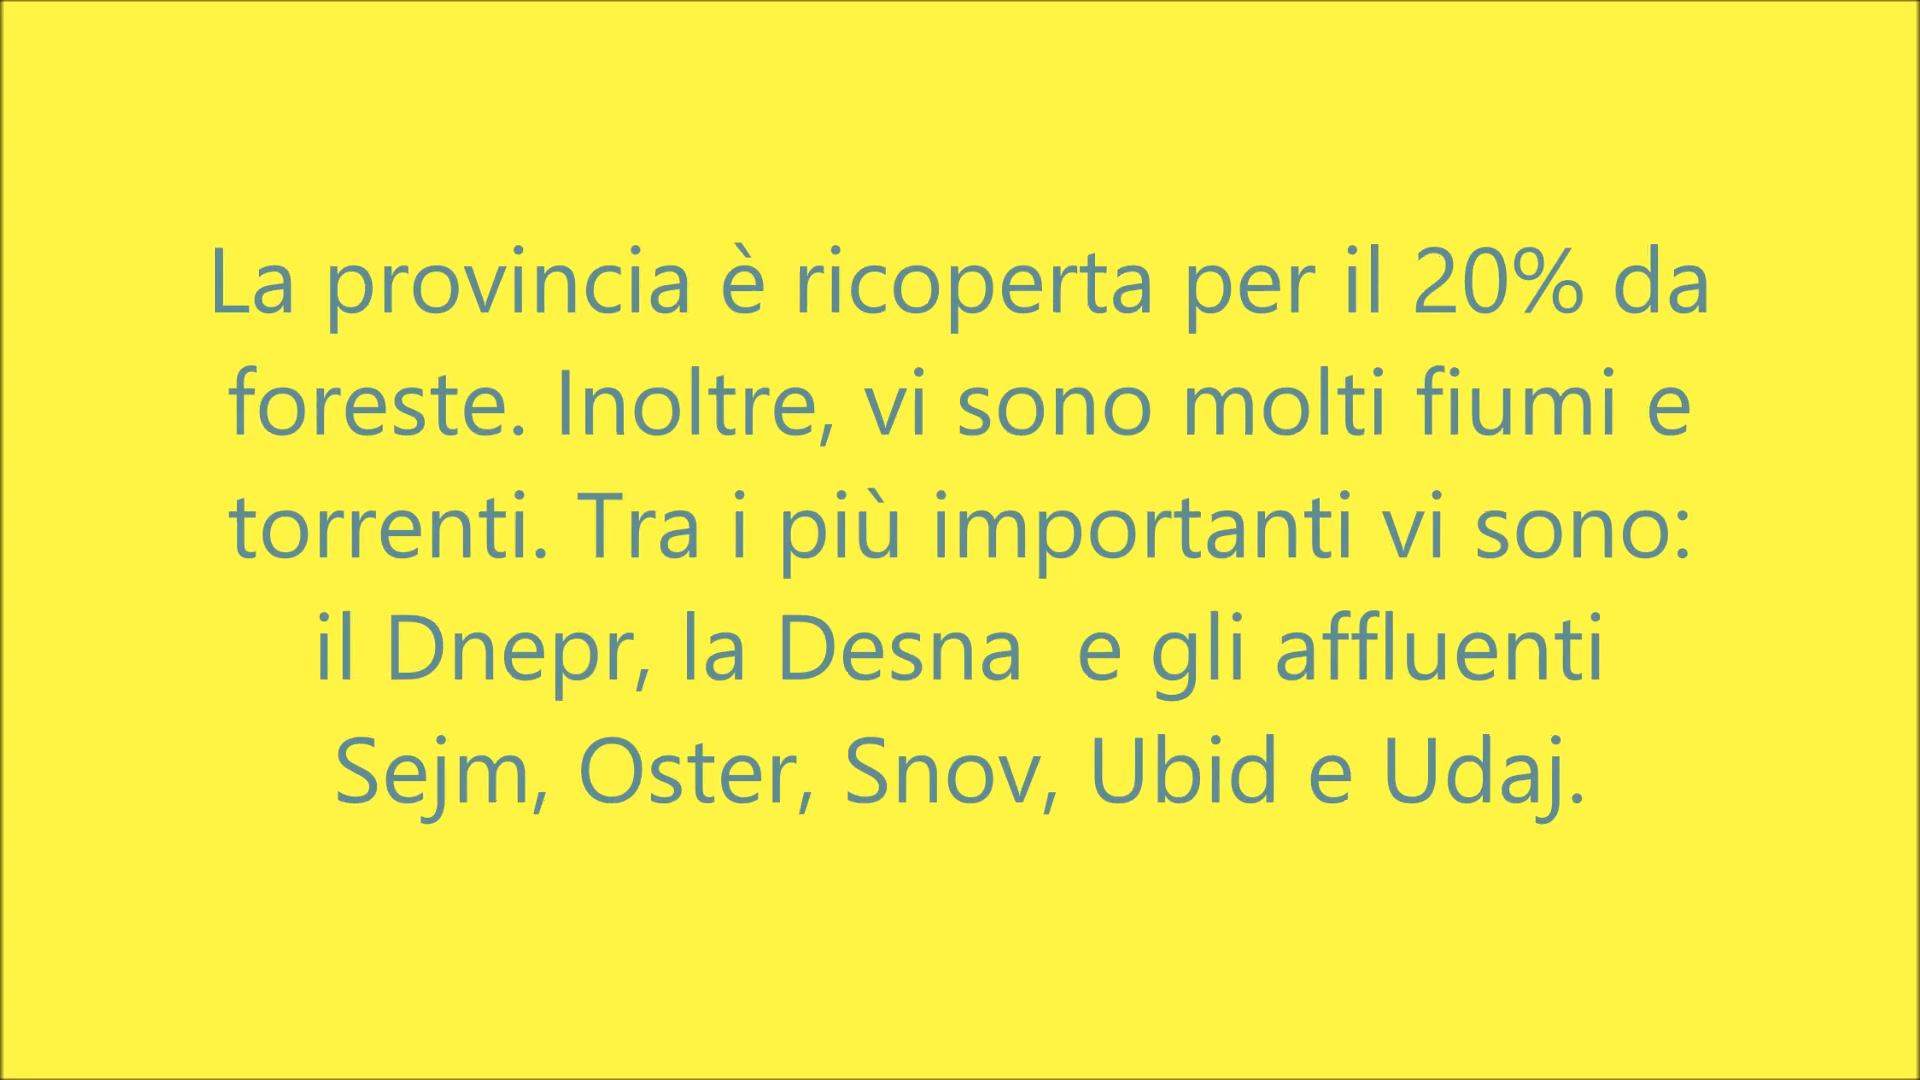 La provincia è ricoperta per il 20% da
foreste. Inoltre, vi sono molti fiumi e
torrenti. Tra i più importanti vi sono:
il Dnepr, la Desna  e gli affluenti
Sejm, Oster, Snov, Ubid e Udaj.